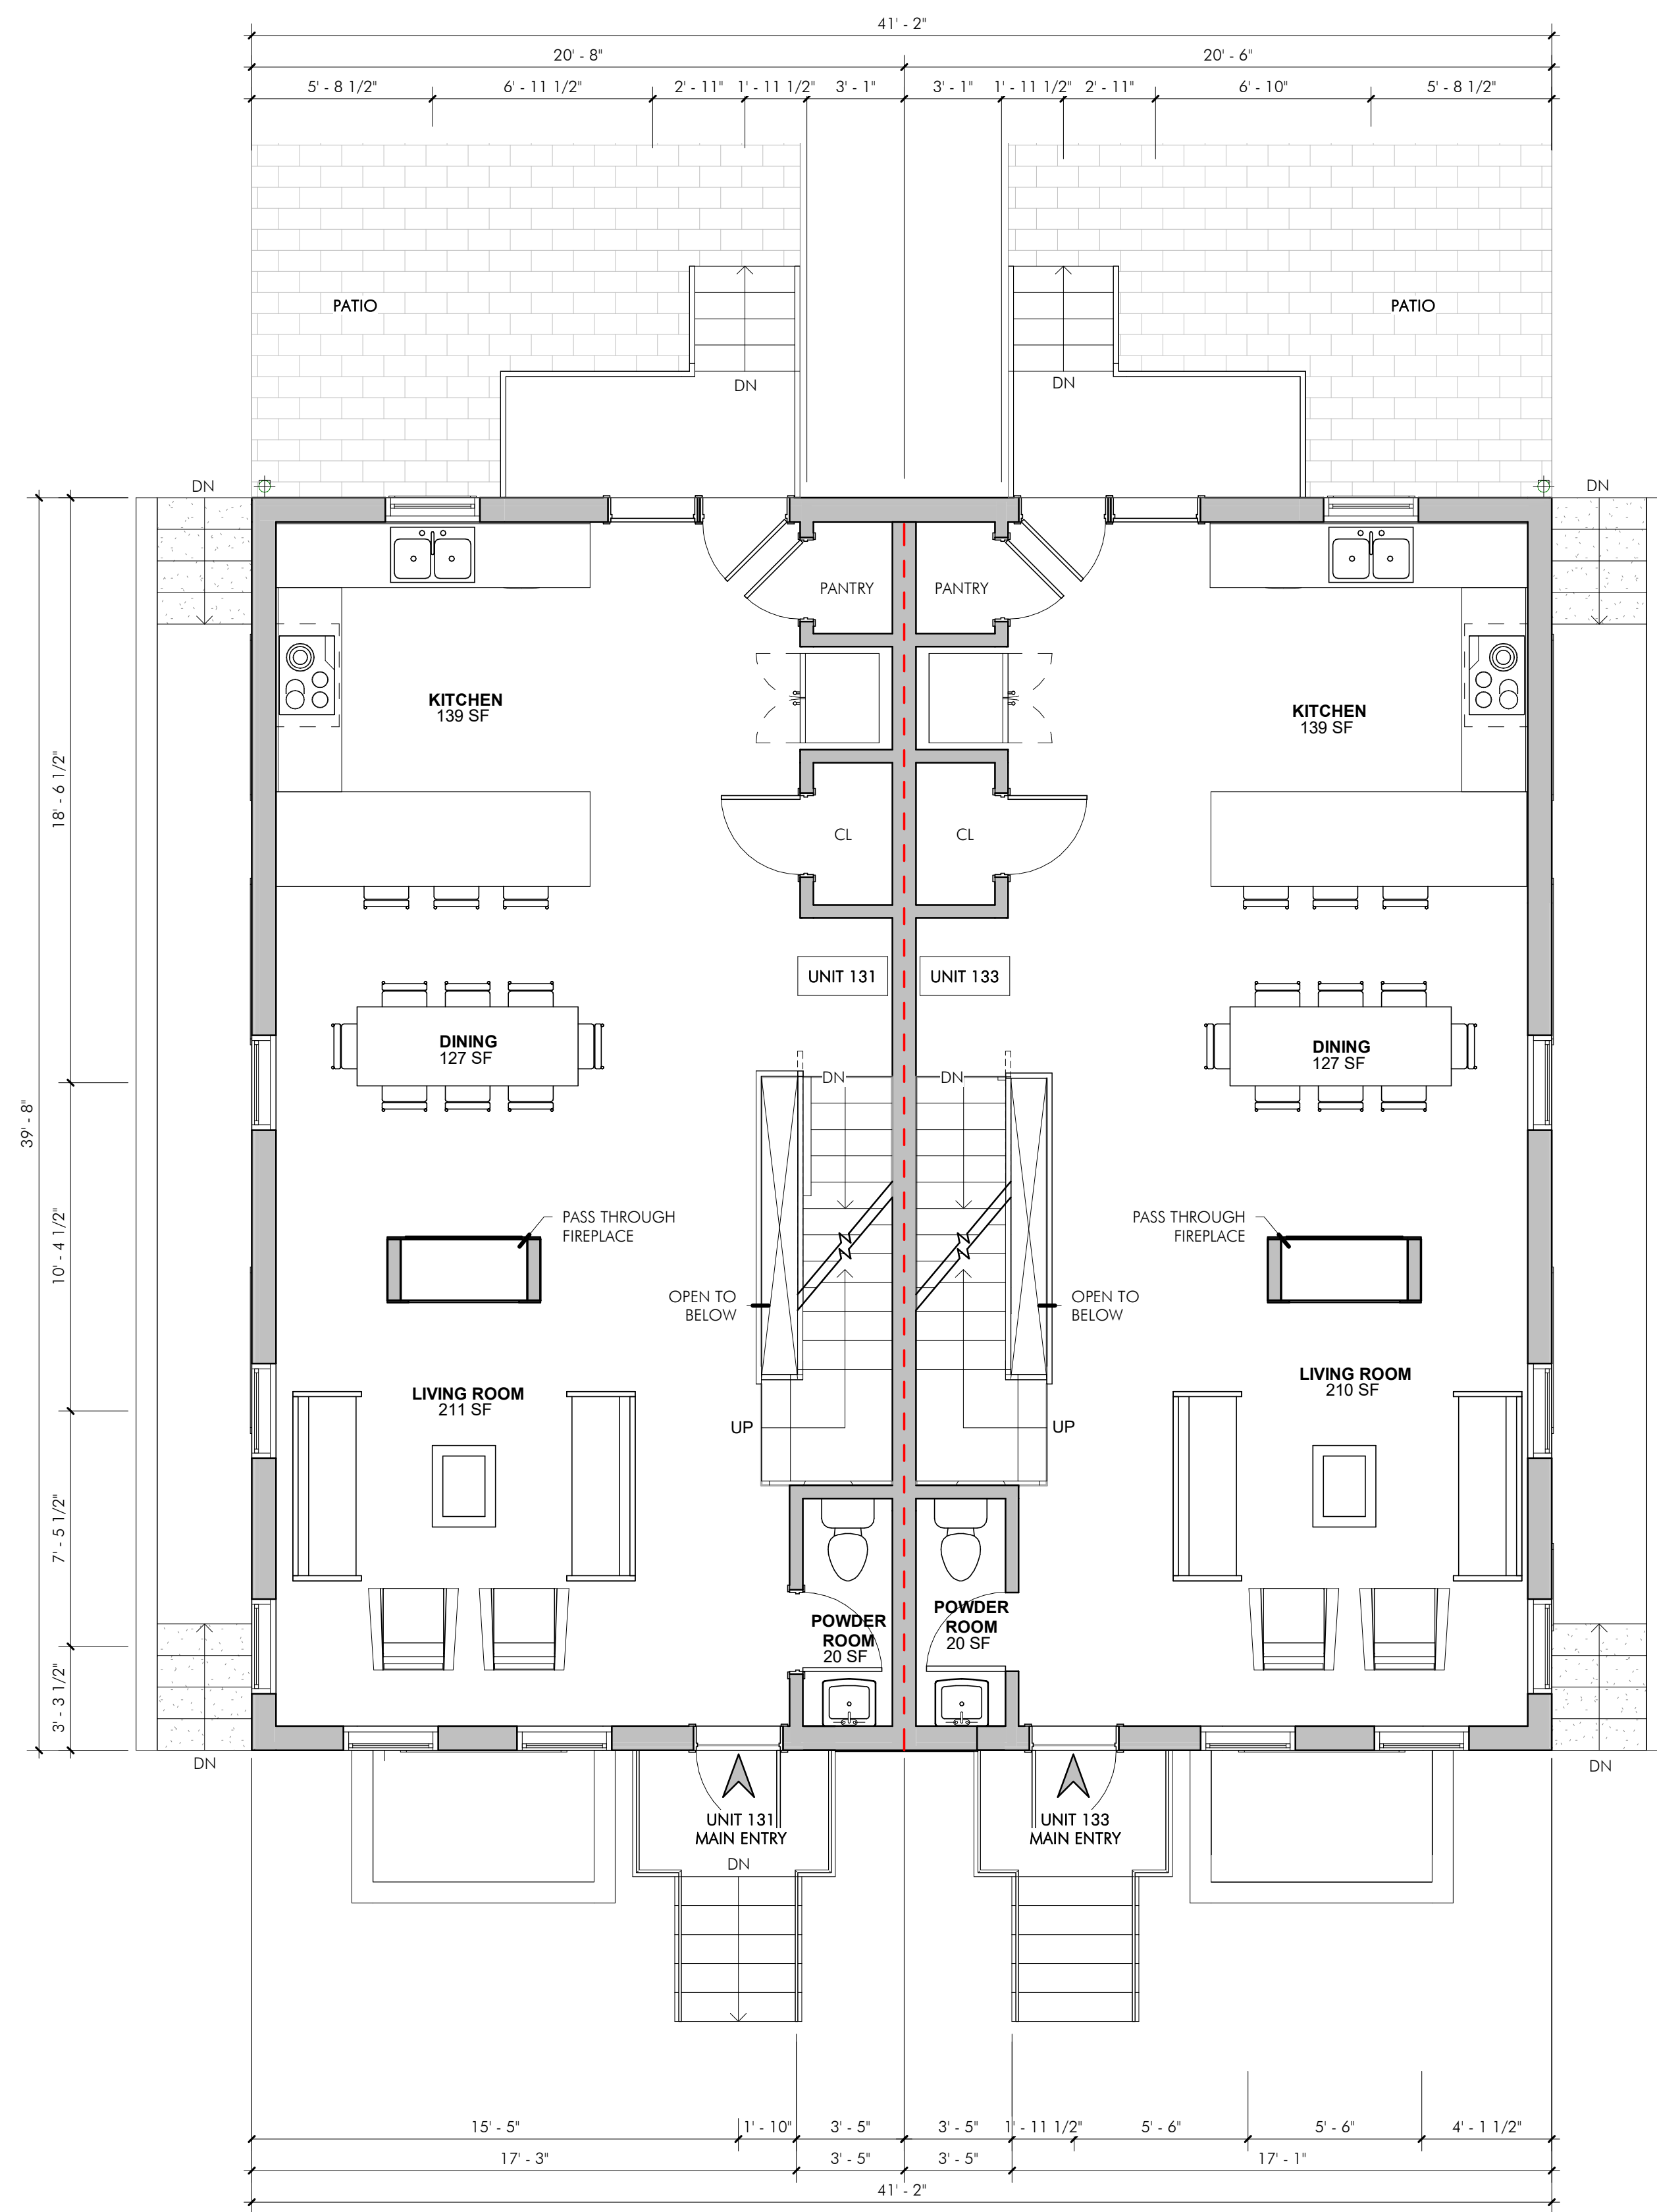 41' - 2"
20' - 8"
20' - 6"
5' - 8 1/2"
6' - 11 1/2"
2' - 11"
1' - 11 1/2"
3' - 1"
3' - 1"
1' - 11 1/2"
2' - 11"
6' - 10"
5' - 8 1/2"
PATIO
PATIO
DN
DN
DN
DN
PANTRY
PANTRY
KITCHEN
139 SF
KITCHEN
139 SF
18' - 6 1/2"
CL
CL
UNIT 131
UNIT 133
DINING
127 SF
DINING
127 SF
DN
DN
39' - 8"
PASS THROUGH
FIREPLACE
PASS THROUGH
FIREPLACE
10' - 4 1/2"
OPEN TO
BELOW
OPEN TO
BELOW
LIVING ROOM
211 SF
LIVING ROOM
210 SF
UP
UP
7' - 5 1/2"
POWDER
ROOM
20 SF
POWDER
ROOM
20 SF
3' - 3 1/2"
DN
DN
UNIT 131
MAIN ENTRY
UNIT 133
MAIN ENTRY
DN
15' - 5"
1' - 10"
3' - 5"
3' - 5"
1' - 11 1/2"
5' - 6"
5' - 6"
4' - 1 1/2"
17' - 3"
3' - 5"
3' - 5"
17' - 1"
41' - 2"